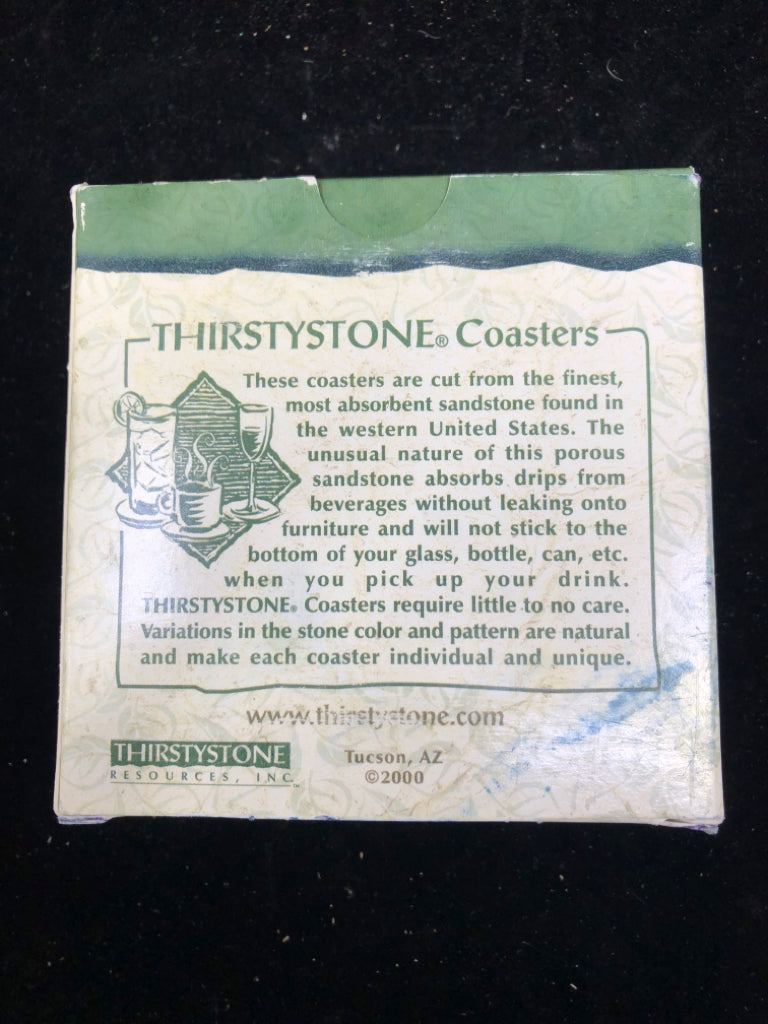 THIRSTYSTONE® Coasters
These coasters are cut from the finest,
most absorbent sandstone found in
the western United States. The
unusual nature of this porous
sandstone absorbs drips from
beverages without leaking onto
furniture and will not stick to the
bottom of your glass, bottle, can, etc.
when you pick up your drink.
THIRSTYSTONE® Coasters require little to no care.
Variations in the stone color and pattern are natural
and make each coaster individual and unique.
www.thirstystone.com
THIRSTYSTONE
RESOURCES, INC.™
Tucson, AZ
©2000